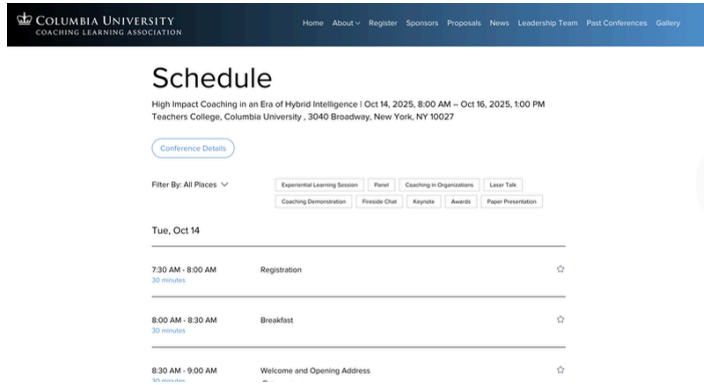 COLUMBIA UNIVERSITY
COACHING LEARNING ASSOCIATION
Home About Register Sponsors Proposals News Leadership Team Past Conferences Gallery
Schedule
High Impact Coaching in an Era of Hybrid Intelligence | Oct 14, 2025, 8:00 AM – Oct 16, 2025, 1:00 PM
Teachers College, Columbia University , 3040 Broadway, New York, NY 10027
Conference Details
Filter By: All Places
Experiential Learning Session Panel Coaching in Organizations Laser Talk
Coaching Demonstration Fireside Chat Keynote Awards Paper Presentation
Tue, Oct 14
7:30 AM - 8:00 AM Registration
30 minutes
8:00 AM - 8:30 AM Breakfast
30 minutes
8:30 AM - 9:00 AM Welcome and Opening Address
30 minutes